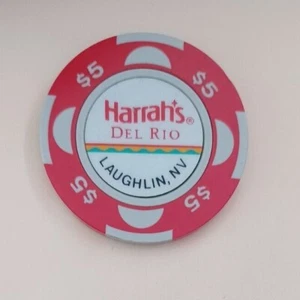 $5 $5
Harrah's®
DEL RIO
LAUGHLIN, NV
$5 $5